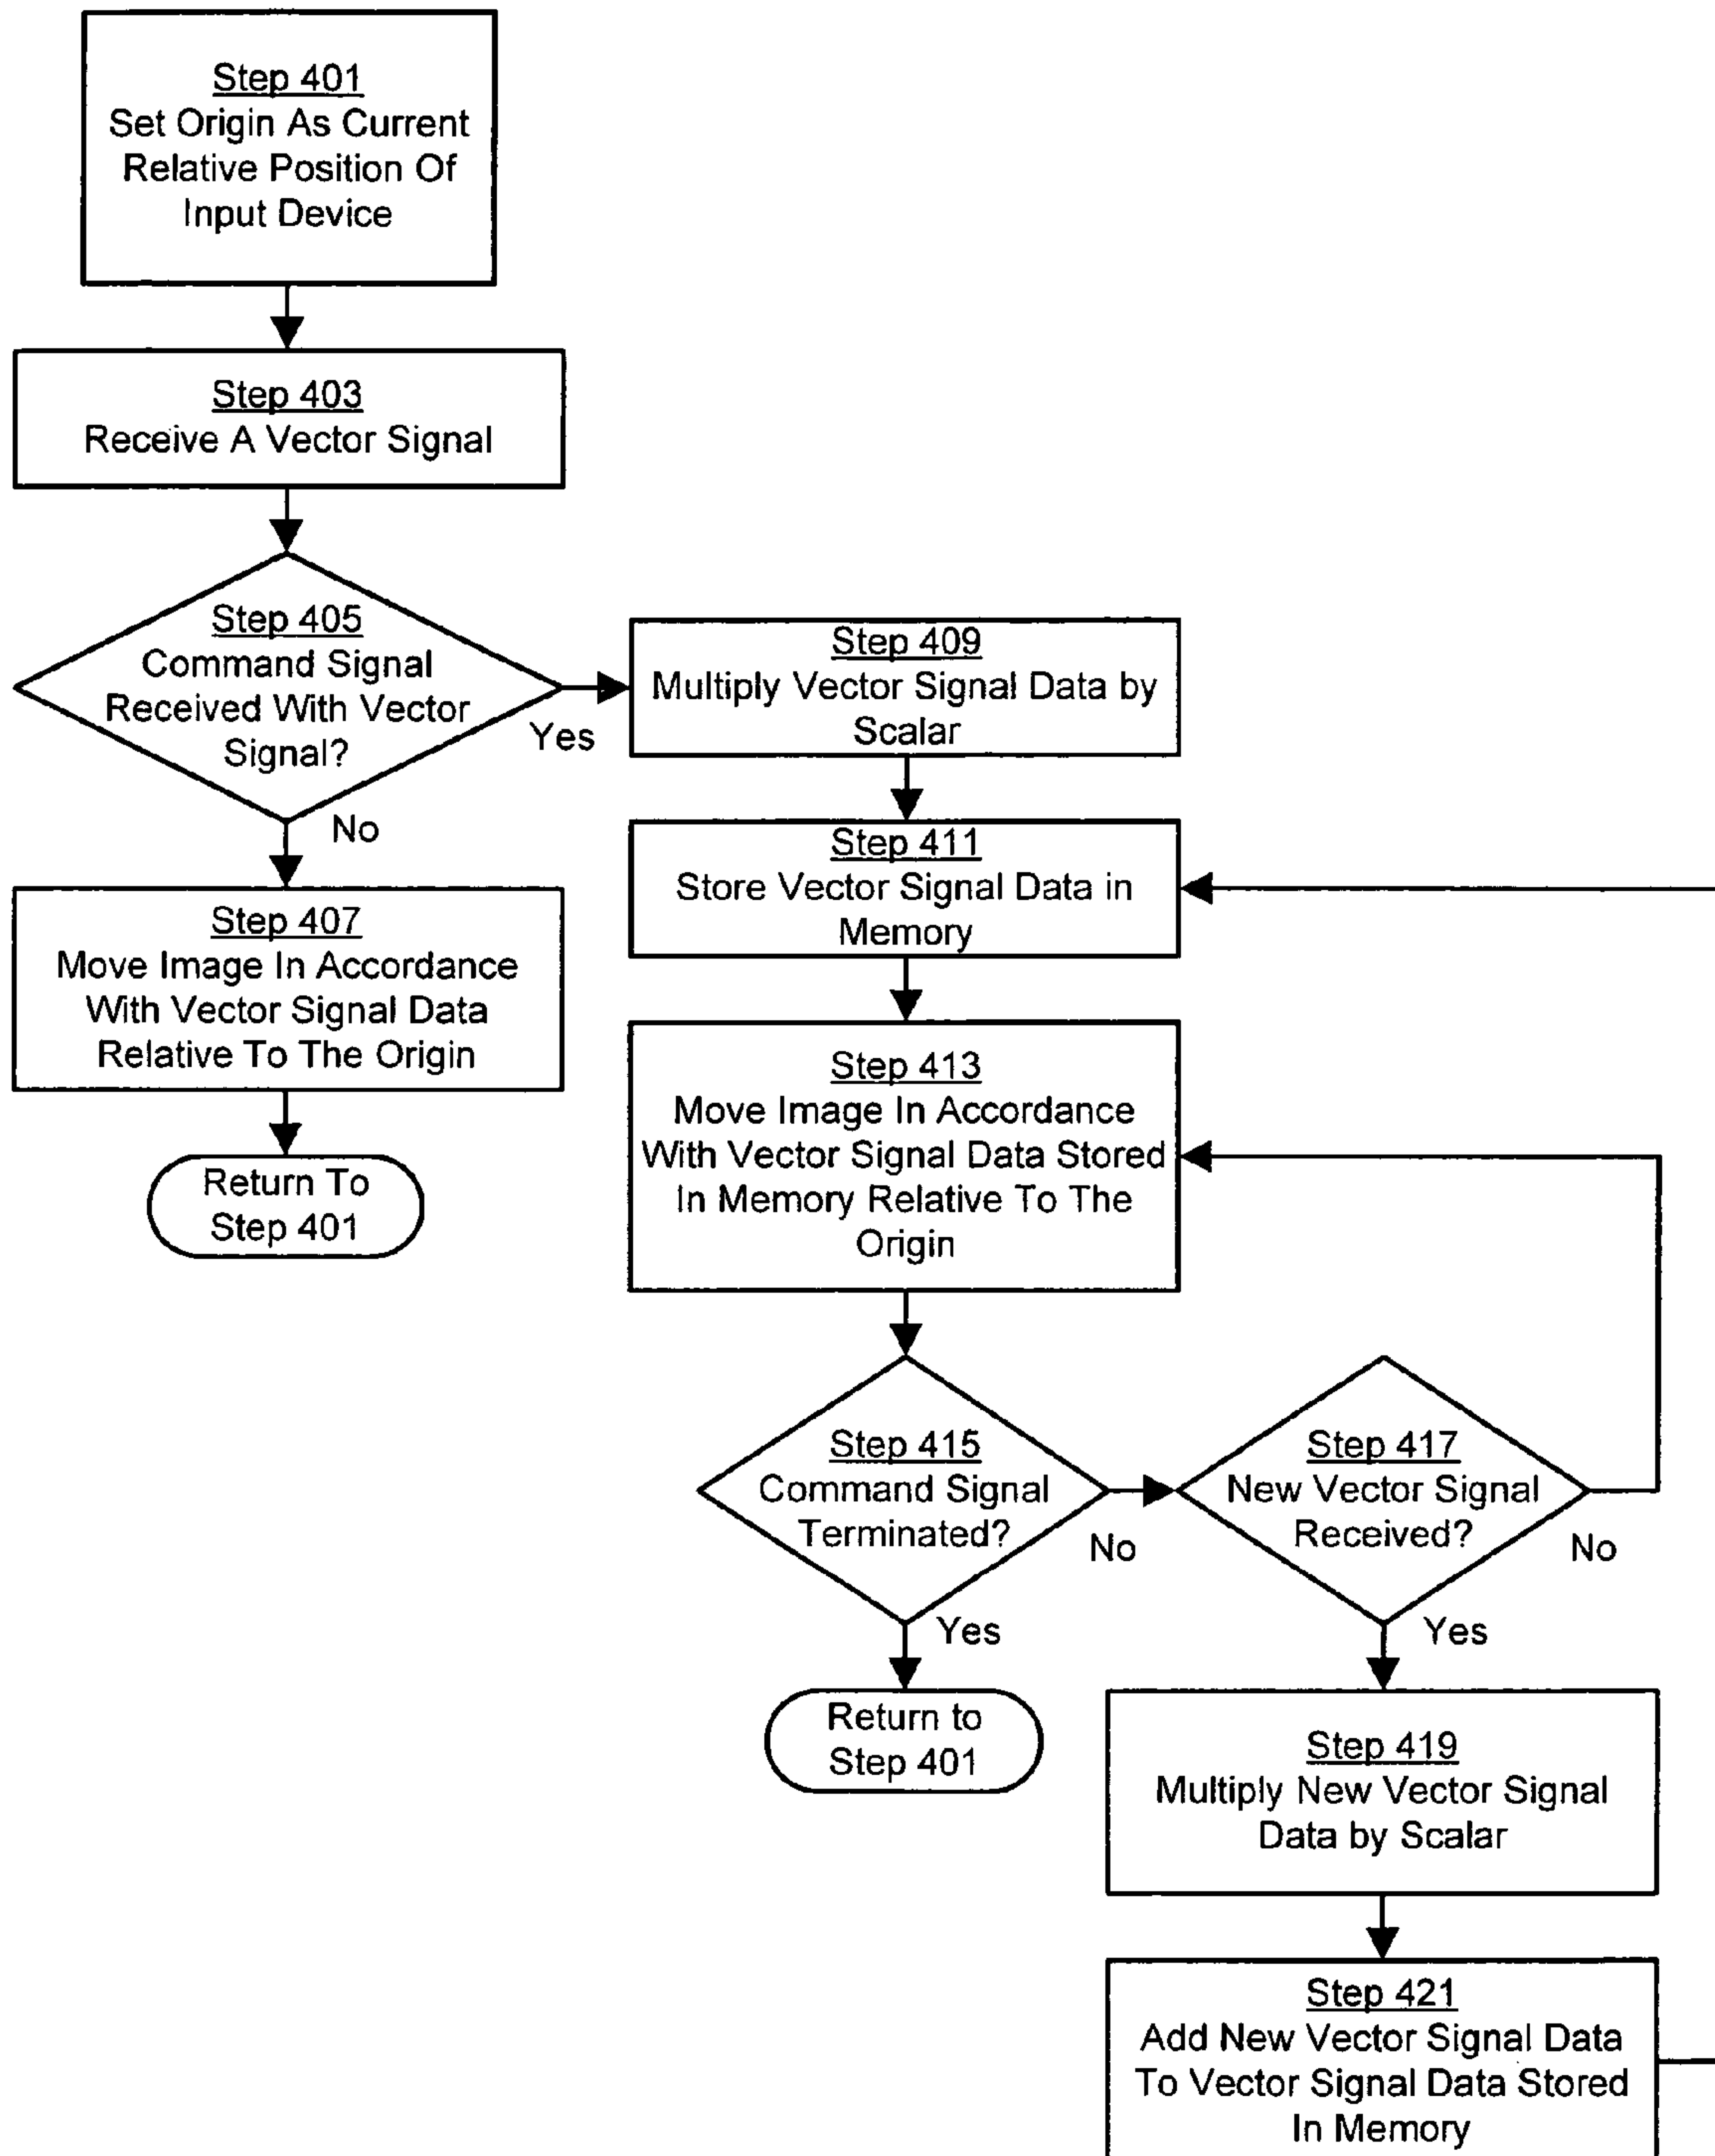 Step 401
Set Origin As Current
Relative Position Of
Input Device
Step 403
Receive A Vector Signal
Step 405
Command Signal
Received With Vector
Signal?
Yes
No
Step 407
Move Image In Accordance
With Vector Signal Data
Relative To The Origin
Return To
Step 401
Step 409
Multiply Vector Signal Data by
Scalar
Step 411
Store Vector Signal Data in
Memory
Step 413
Move Image In Accordance
With Vector Signal Data Stored
In Memory Relative To The
Origin
Step 415
Command Signal
Terminated?
No
Yes
Return to
Step 401
Step 417
New Vector Signal
Received?
No
Yes
Step 419
Multiply New Vector Signal
Data by Scalar
Step 421
Add New Vector Signal Data
To Vector Signal Data Stored
In Memory